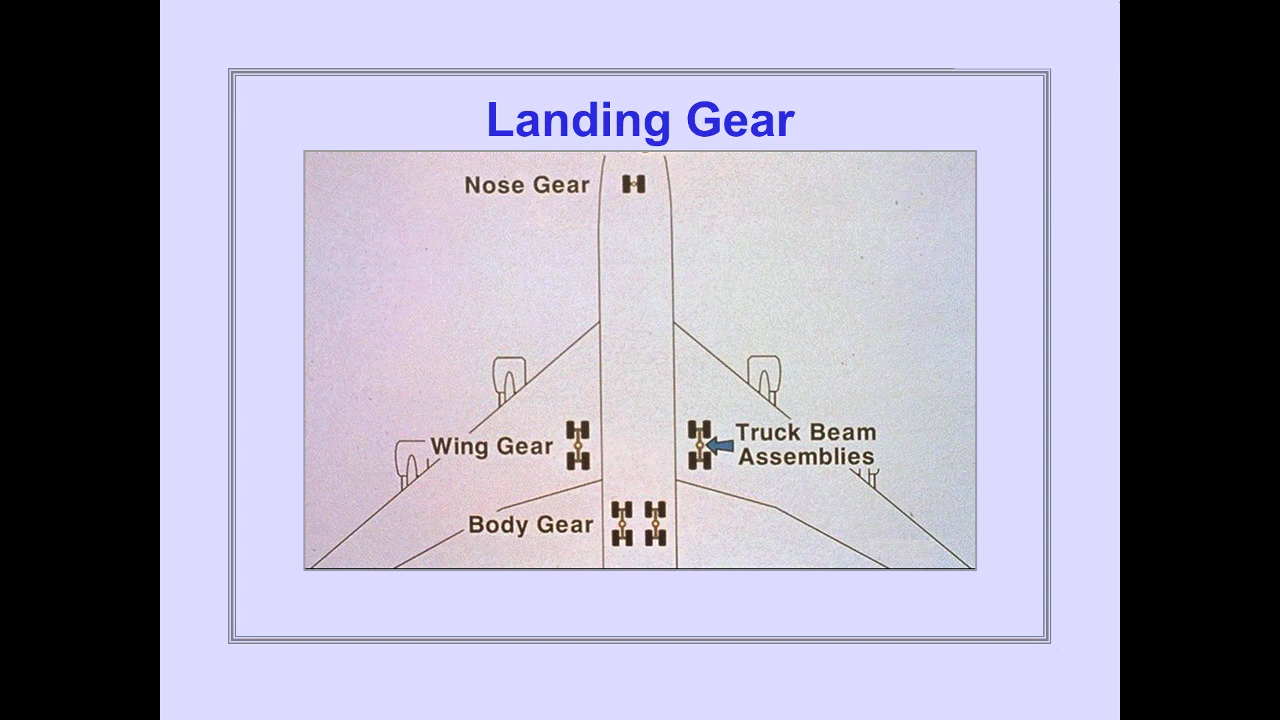 Landing Gear
Nose Gear
Wing Gear
Truck Beam
Assemblies
Body Gear